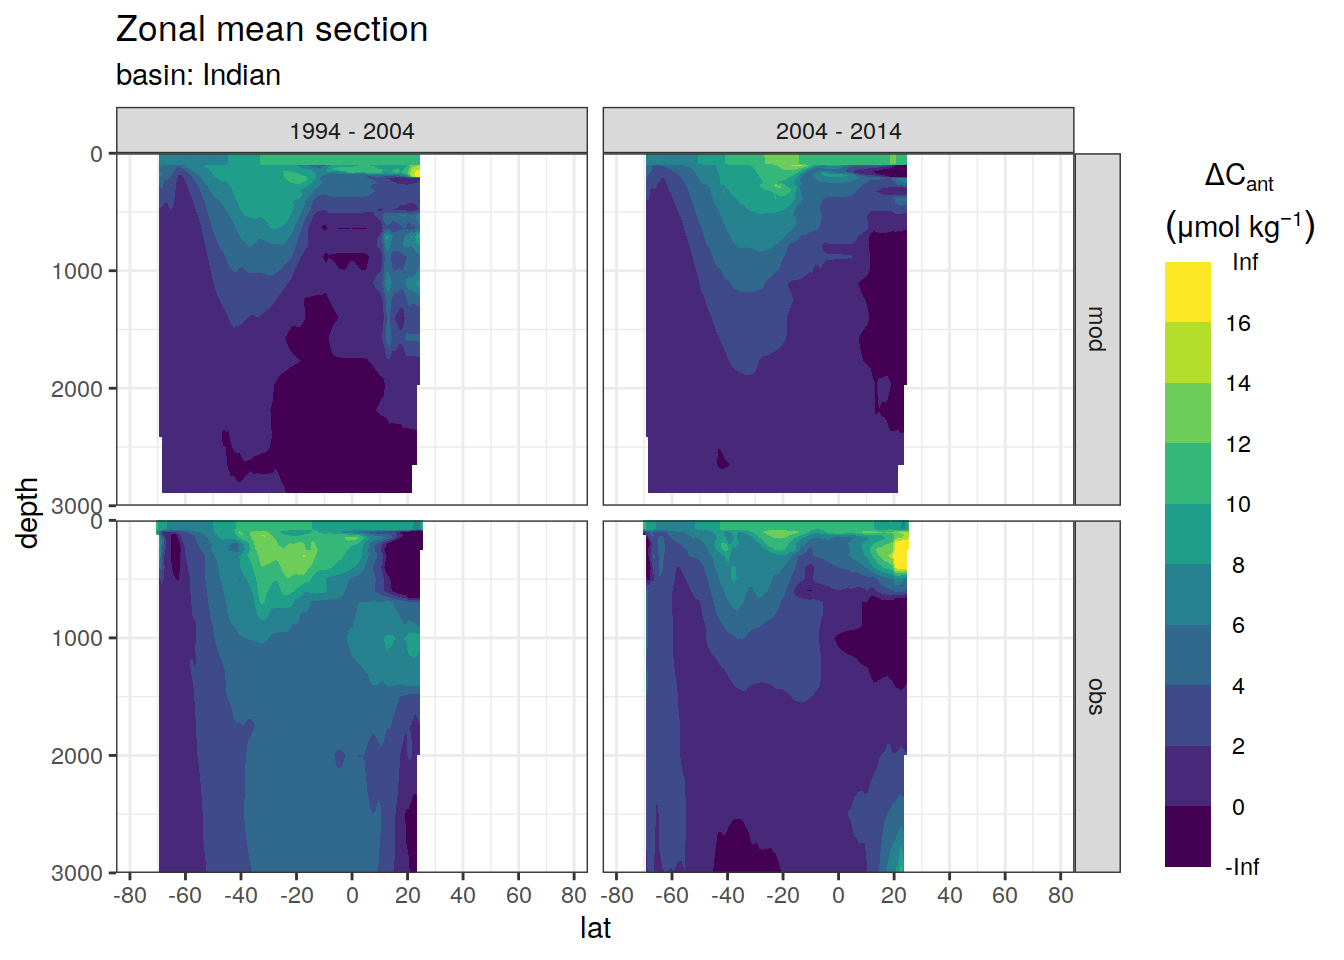 Zonal mean section
basin: Indian
1994 - 2004
2004 - 2014
0
1000
2000
3000
mod
0
1000
2000
3000
obs
depth
-80 -60 -40 -20 0 20 40 60 80
-80 -60 -40 -20 0 20 40 60 80
lat
ΔCant
(μmol kg⁻¹)
Inf
16
14
12
10
8
6
4
2
0
-Inf